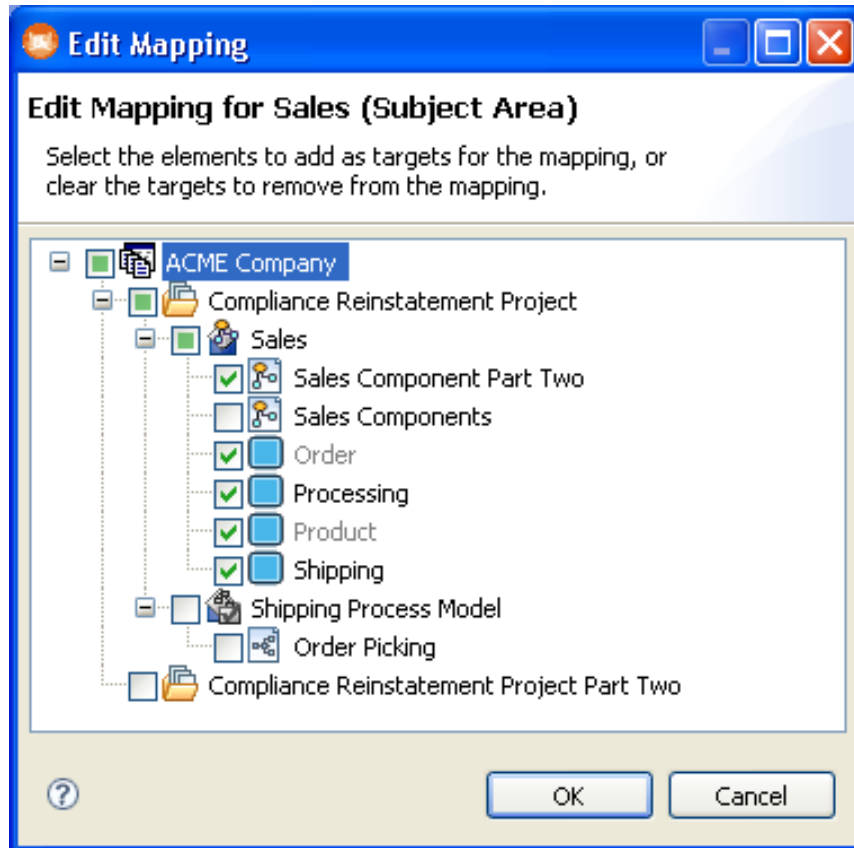 Edit Mapping
Edit Mapping for Sales (Subject Area)
Select the elements to add as targets for the mapping, or
clear the targets to remove from the mapping.
ACME Company
Compliance Reinstatement Project
Sales
Sales Component Part Two
Sales Components
Order
Processing
Product
Shipping
Shipping Process Model
Order Picking
Compliance Reinstatement Project Part Two
?
OK Cancel